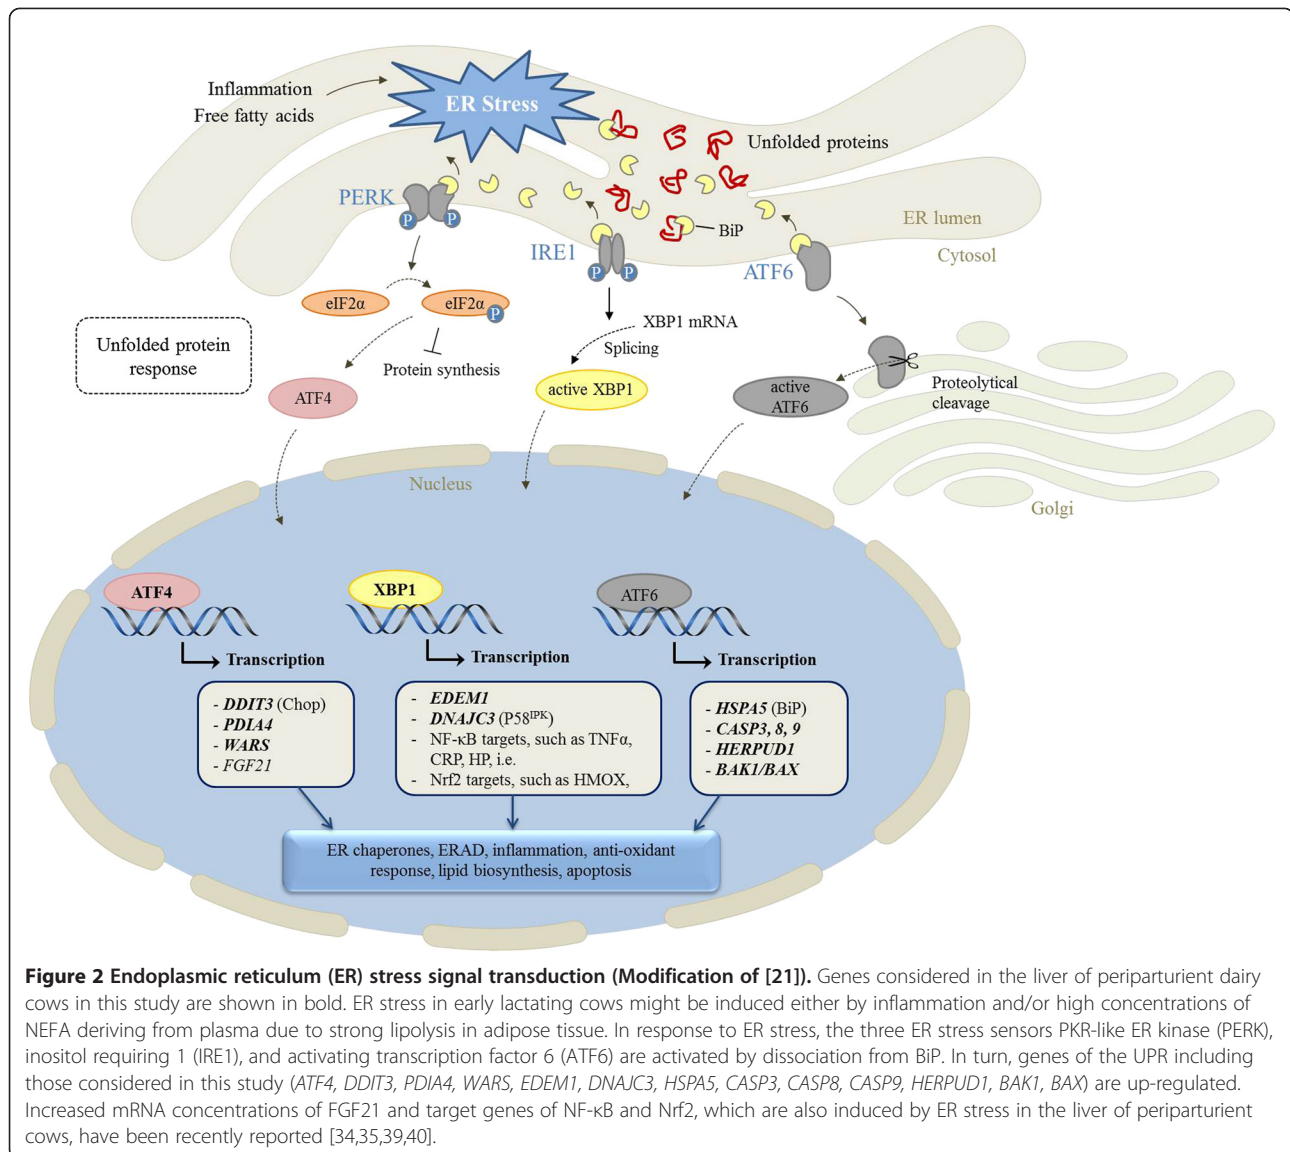 Inflammation
Free fatty acids
ER Stress
Unfolded proteins
PERK
P
P
BiP
ER lumen
Cytosol
IRE1
P
P
ATF6
eIF2α
eIF2α
P
XBP1 mRNA
Splicing
Unfolded protein
response
Protein synthesis
ATF4
active XBP1
active
ATF6
Proteolytical
cleavage
Golgi
Nucleus
ATF4
XBP1
ATF6
Transcription
Transcription
Transcription
- DDIT3 (Chop)
- PDIA4
- WARS
- FGF21
- EDEM1
- DNAJC3 (P58IPK)
- NF-κB targets, such as TNFα,
CRP, HP, i.e.
- Nrf2 targets, such as HMOX,
- HSPA5 (BiP)
- CASP3, 8, 9
- HERPUD1
- BAK1/BAX
ER chaperones, ERAD, inflammation, anti-oxidant
response, lipid biosynthesis, apoptosis
Figure 2 Endoplasmic reticulum (ER) stress signal transduction (Modification of [21]). Genes considered in the liver of periparturient dairy
cows in this study are shown in bold. ER stress in early lactating cows might be induced either by inflammation and/or high concentrations of
NEFA deriving from plasma due to strong lipolysis in adipose tissue. In response to ER stress, the three ER stress sensors PKR-like ER kinase (PERK),
inositol requiring 1 (IRE1), and activating transcription factor 6 (ATF6) are activated by dissociation from BiP. In turn, genes of the UPR including
those considered in this study (ATF4, DDIT3, PDIA4, WARS, EDEM1, DNAJC3, HSPA5, CASP3, CASP8, CASP9, HERPUD1, BAK1, BAX) are up-regulated.
Increased mRNA concentrations of FGF21 and target genes of NF-κB and Nrf2, which are also induced by ER stress in the liver of periparturient
cows, have been recently reported [34,35,39,40].